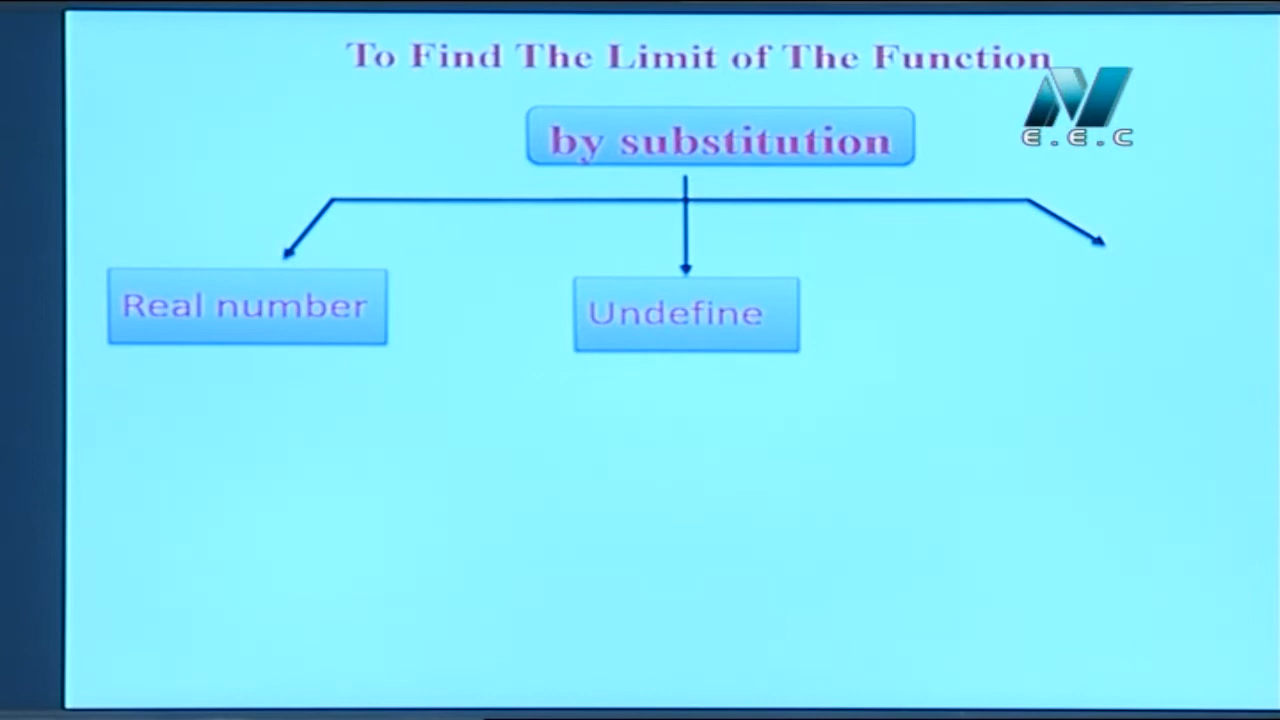 To Find The Limit of The Function
E.E.C
by substitution
Real number
Undefine